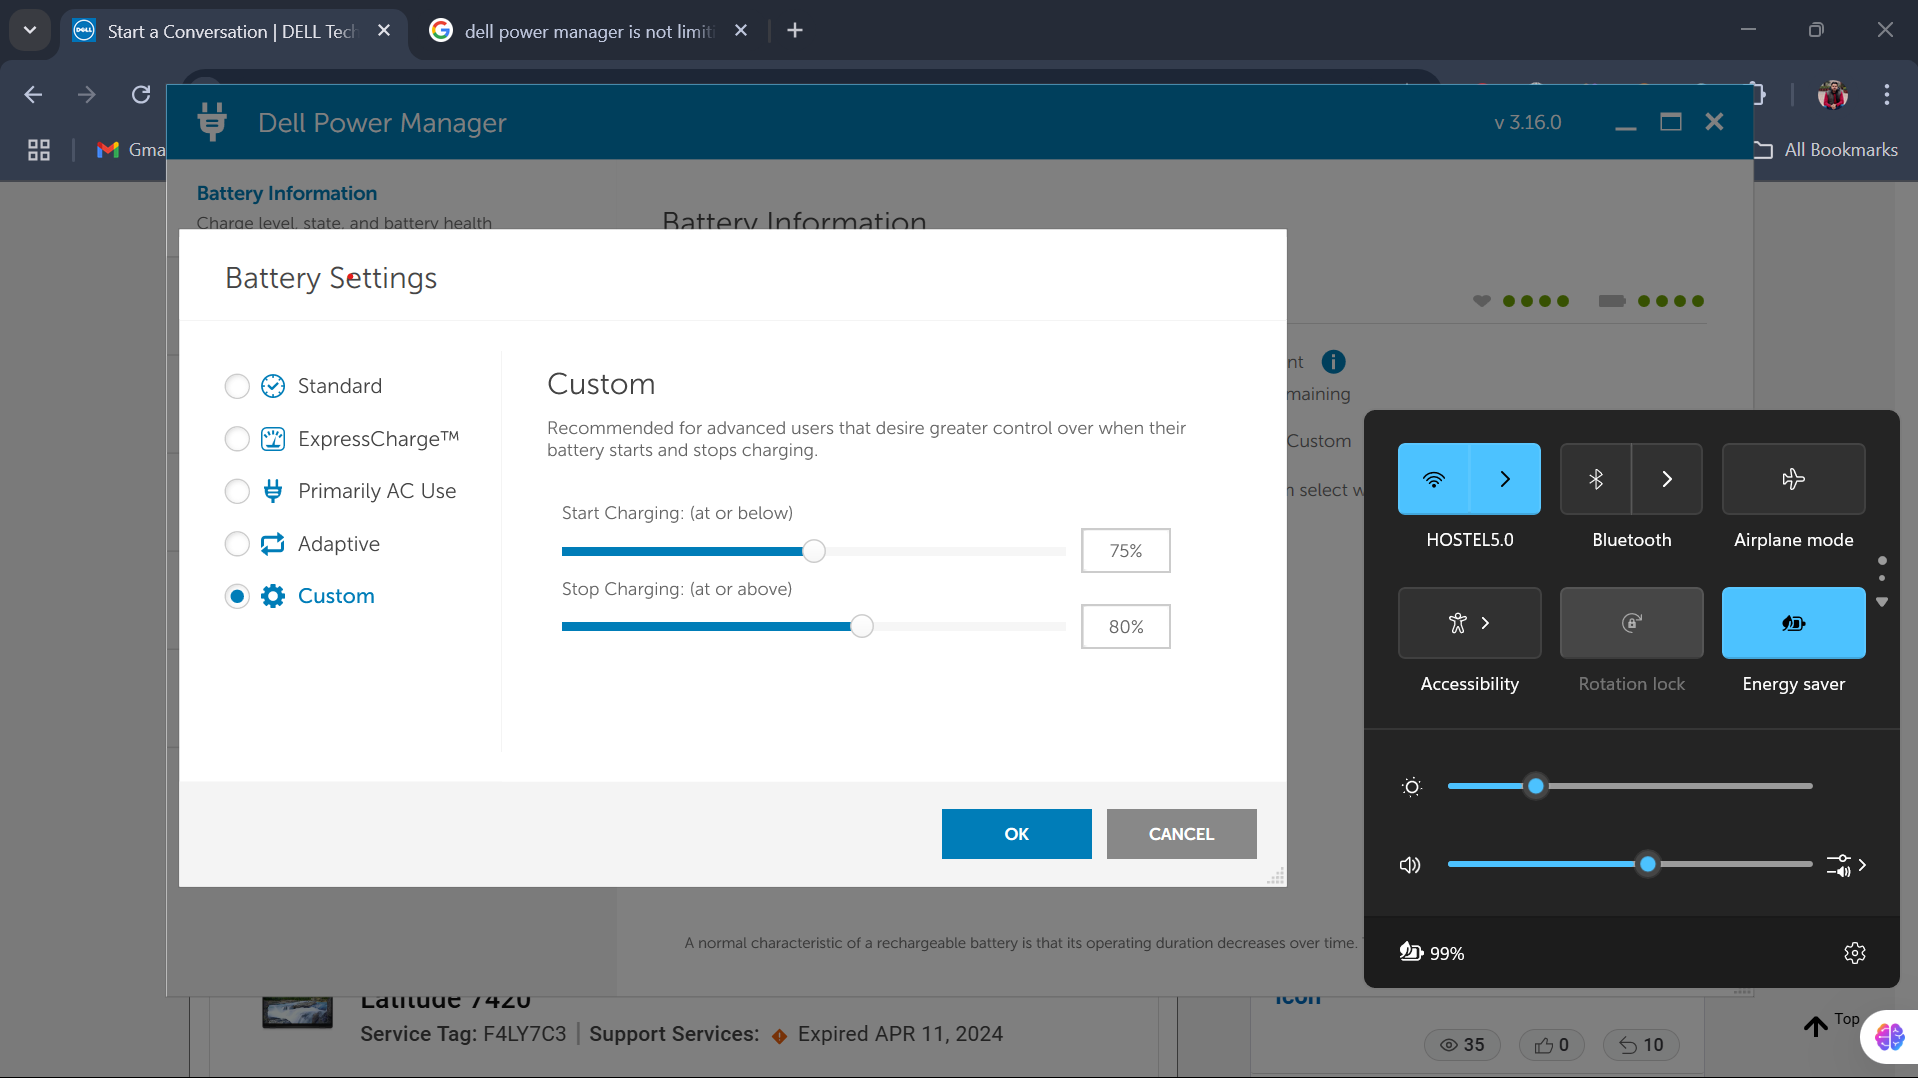 Start a Conversation | DELL Tech
dell power manager is not limiti
Gma
All Bookmarks
Dell Power Manager
v 3.16.0
Battery Information
Charge level, state, and battery health
Battery Information
Battery Settings
Standard
ExpressCharge™
Primarily AC Use
Adaptive
Custom
Custom
Recommended for advanced users that desire greater control over when their
battery starts and stops charging.
Start Charging: (at or below)
75%
Stop Charging: (at or above)
80%
OK
CANCEL
nt
maining
Custom
select w
HOSTEL5.0
Bluetooth
Airplane mode
Accessibility
Rotation lock
Energy saver
99%
A normal characteristic of a rechargeable battery is that its operating duration decreases over time.
Latitude 7420
Service Tag: F4LY7C3 | Support Services: Expired APR 11, 2024
Icon
35
0
10
Top